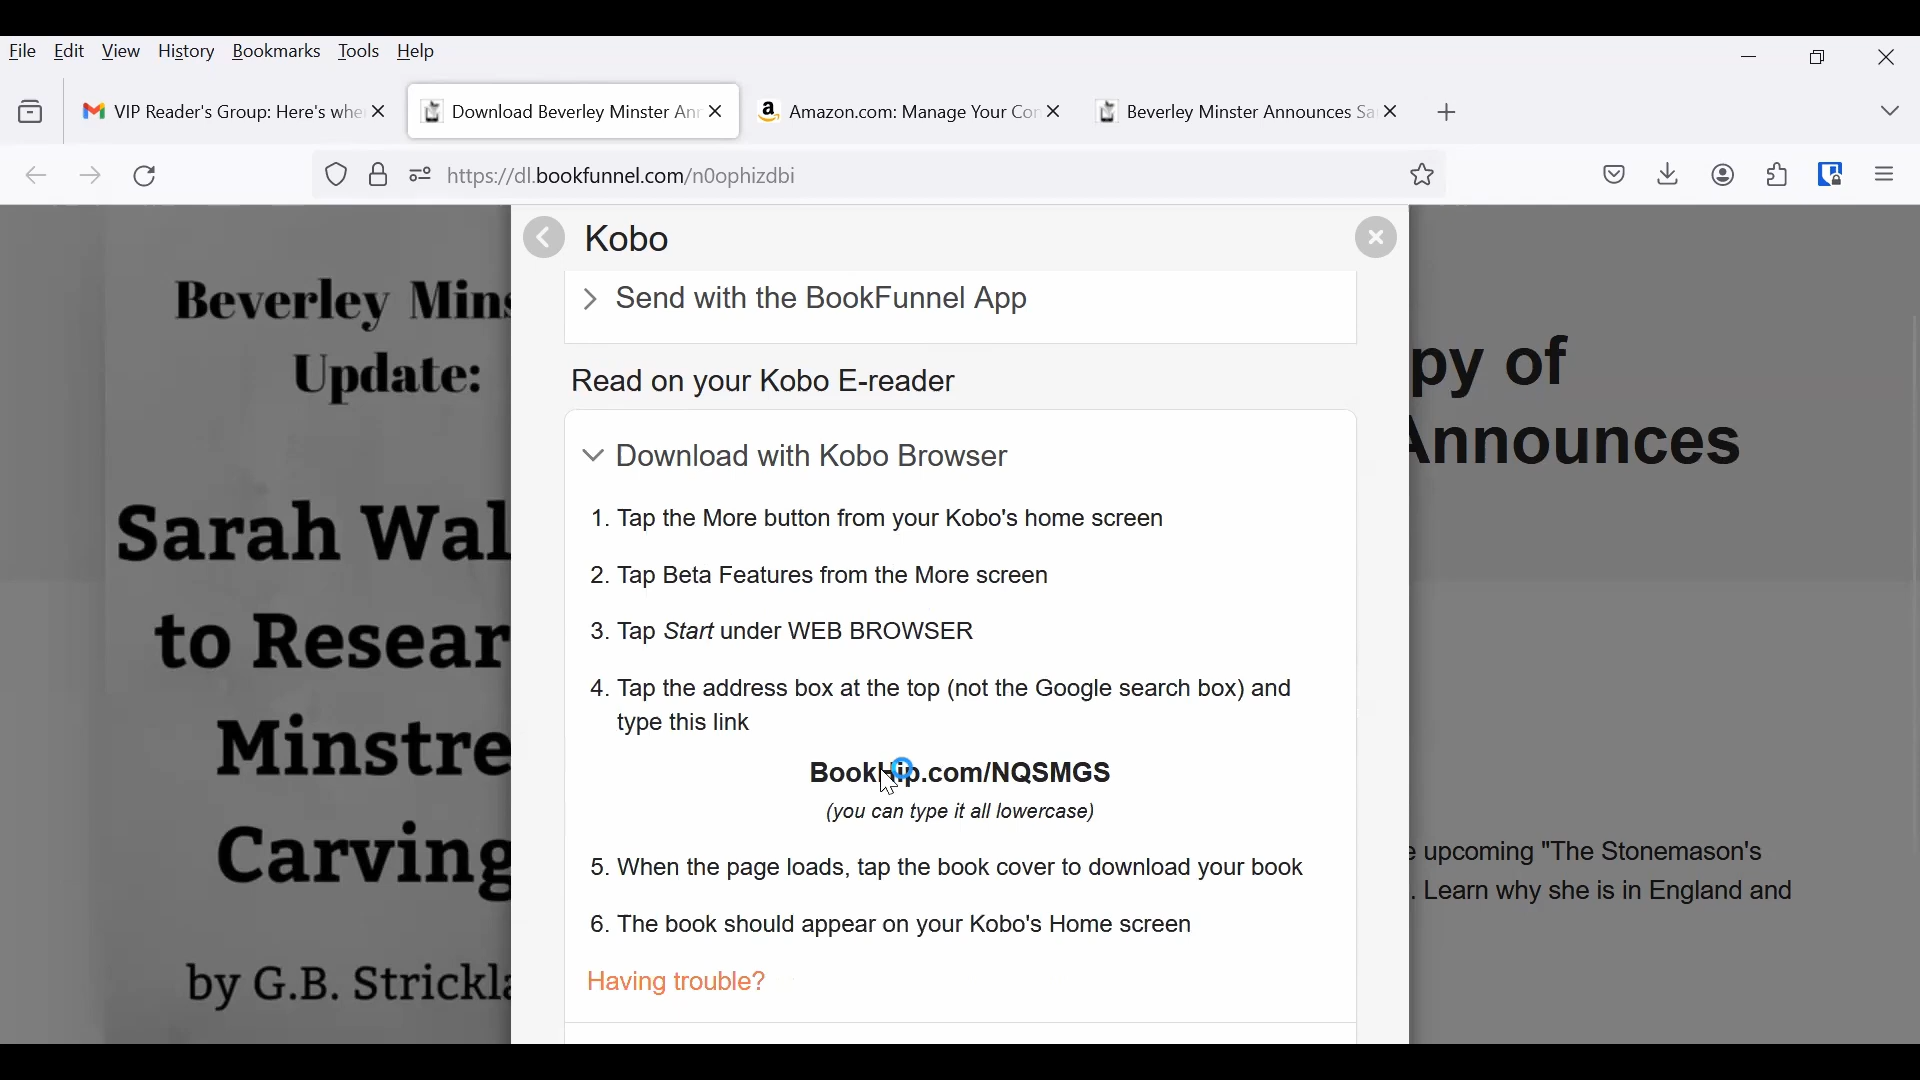 File Edit View History Bookmarks Tools Help
VIP Reader's Group: Here's whe
Download Beverley Minster Ann
Amazon.com: Manage Your Con
Beverley Minster Announces Sa
https://dl.bookfunnel.com/n0ophizdbi
Kobo
Send with the BookFunnel App
Read on your Kobo E-reader
Download with Kobo Browser
1. Tap the More button from your Kobo's home screen
2. Tap Beta Features from the More screen
3. Tap Start under WEB BROWSER
4. Tap the address box at the top (not the Google search box) and
type this link
BookHip.com/NQSMGS
(you can type it all lowercase)
5. When the page loads, tap the book cover to download your book
6. The book should appear on your Kobo's Home screen
Having trouble?
Beverley Mins
Update:
Sarah Wal
to Resear
Minstre
Carving
by G.B. Strickla
py of
Announces
e upcoming "The Stonemason's
. Learn why she is in England and